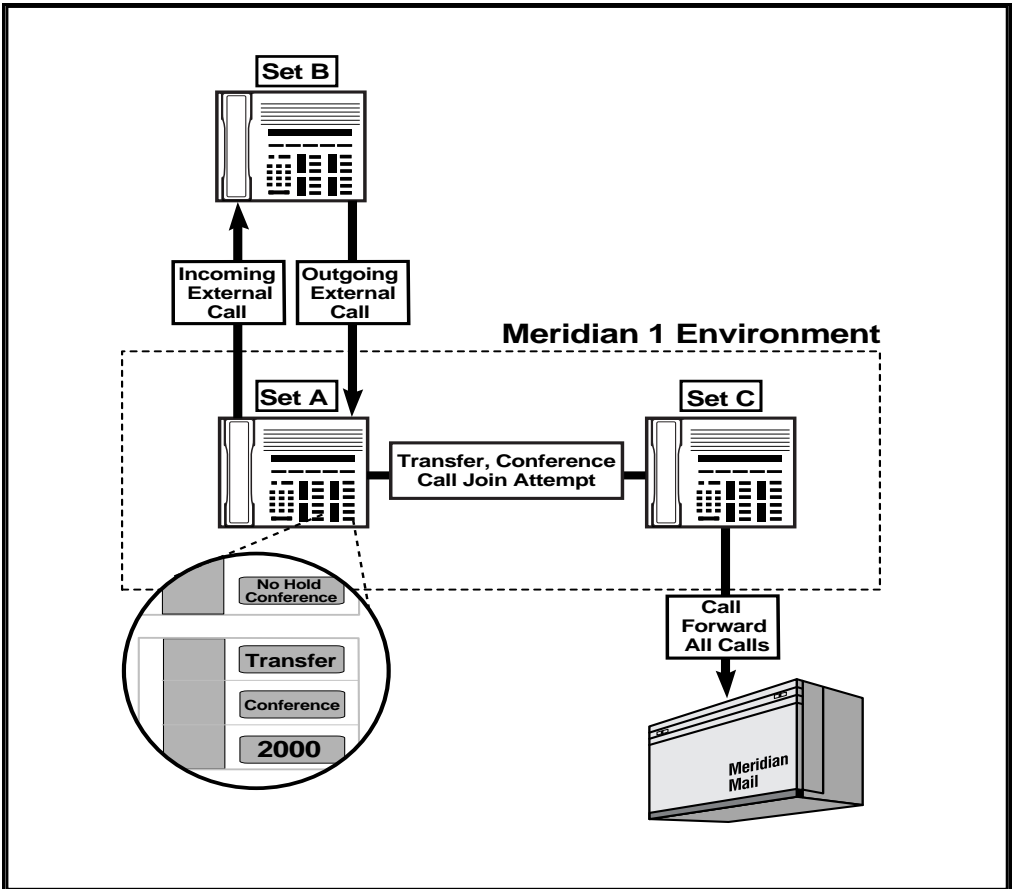 Set B
Incoming
External
Call
Outgoing
External
Call
Meridian 1 Environment
Set A
Set C
Transfer, Conference
Call Join Attempt
No Hold
Conference
Transfer
Conference
2000
Call
Forward
All Calls
Meridian
Mail